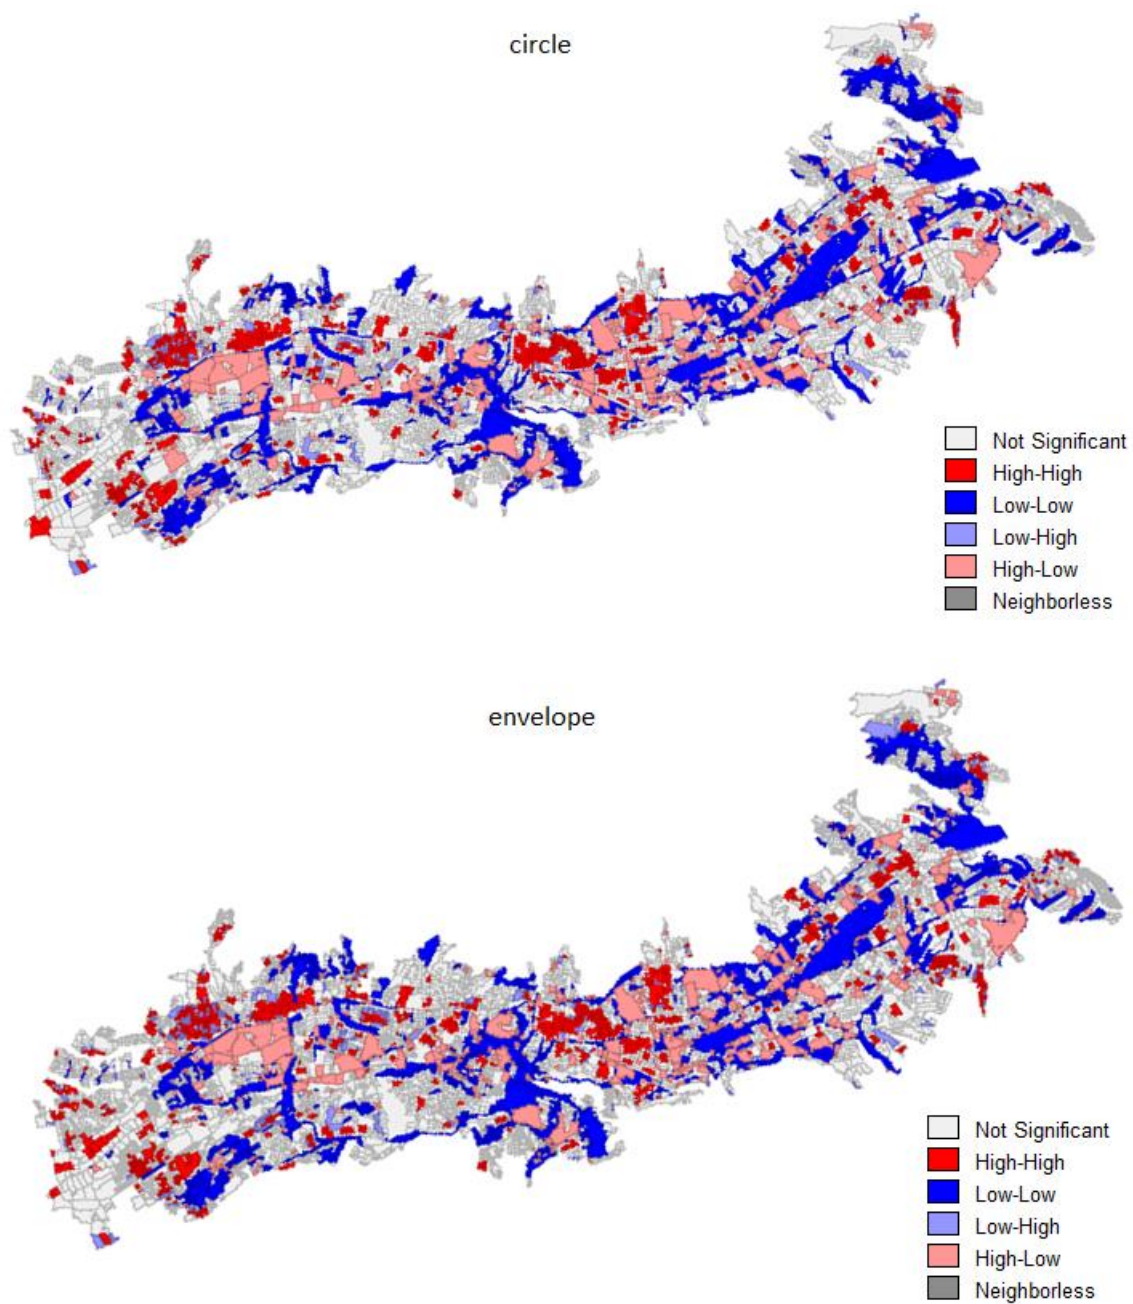 circle
Not Significant
High-High
Low-Low
Low-High
High-Low
Neighborless
envelope
Not Significant
High-High
Low-Low
Low-High
High-Low
Neighborless